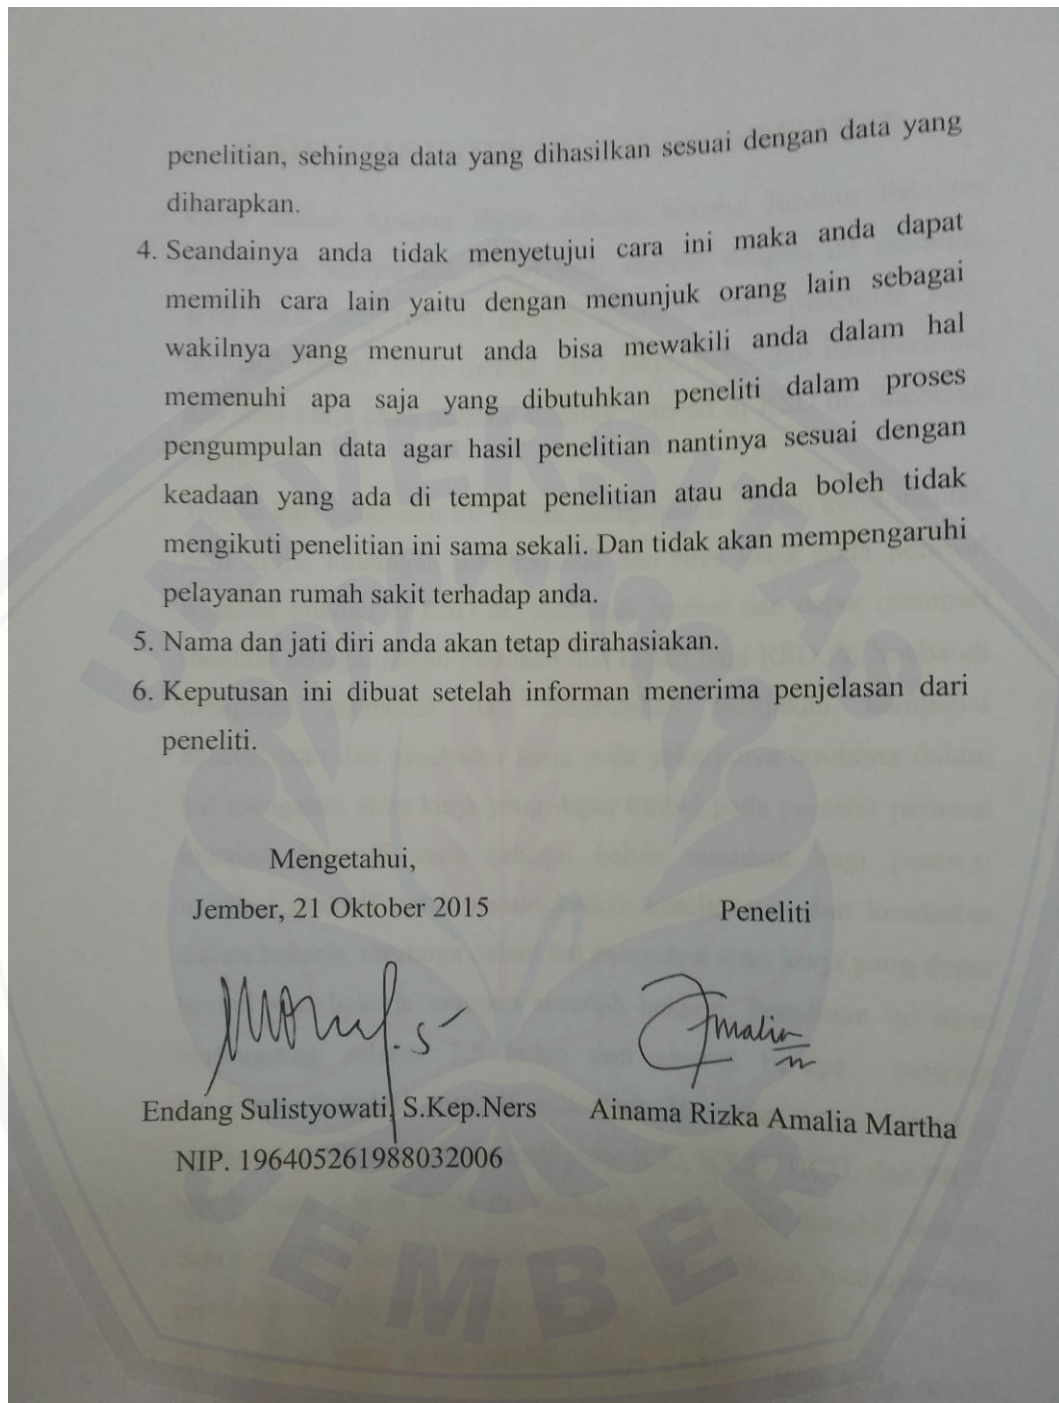 penelitian, sehingga data yang dihasilkan sesuai dengan data yang
diharapkan.
4. Seandainya anda tidak menyetujui cara ini maka anda dapat
memilih cara lain yaitu dengan menunjuk orang lain sebagai
wakilnya yang menurut anda bisa mewakili anda dalam hal
memenuhi apa saja yang dibutuhkan peneliti dalam proses
pengumpulan data agar hasil penelitian nantinya sesuai dengan
keadaan yang ada di tempat penelitian atau anda boleh tidak
mengikuti penelitian ini sama sekali. Dan tidak akan mempengaruhi
pelayanan rumah sakit terhadap anda.
5. Nama dan jati diri anda akan tetap dirahasiakan.
6. Keputusan ini dibuat setelah informan menerima penjelasan dari
peneliti.
Mengetahui,
Jember, 21 Oktober 2015
Peneliti
Amalia
Endang Sulistyowati, S.Kep.Ners
Ainama Rizka Amalia Martha
NIP. 196405261988032006
UNIVERSITAS
JEMBER